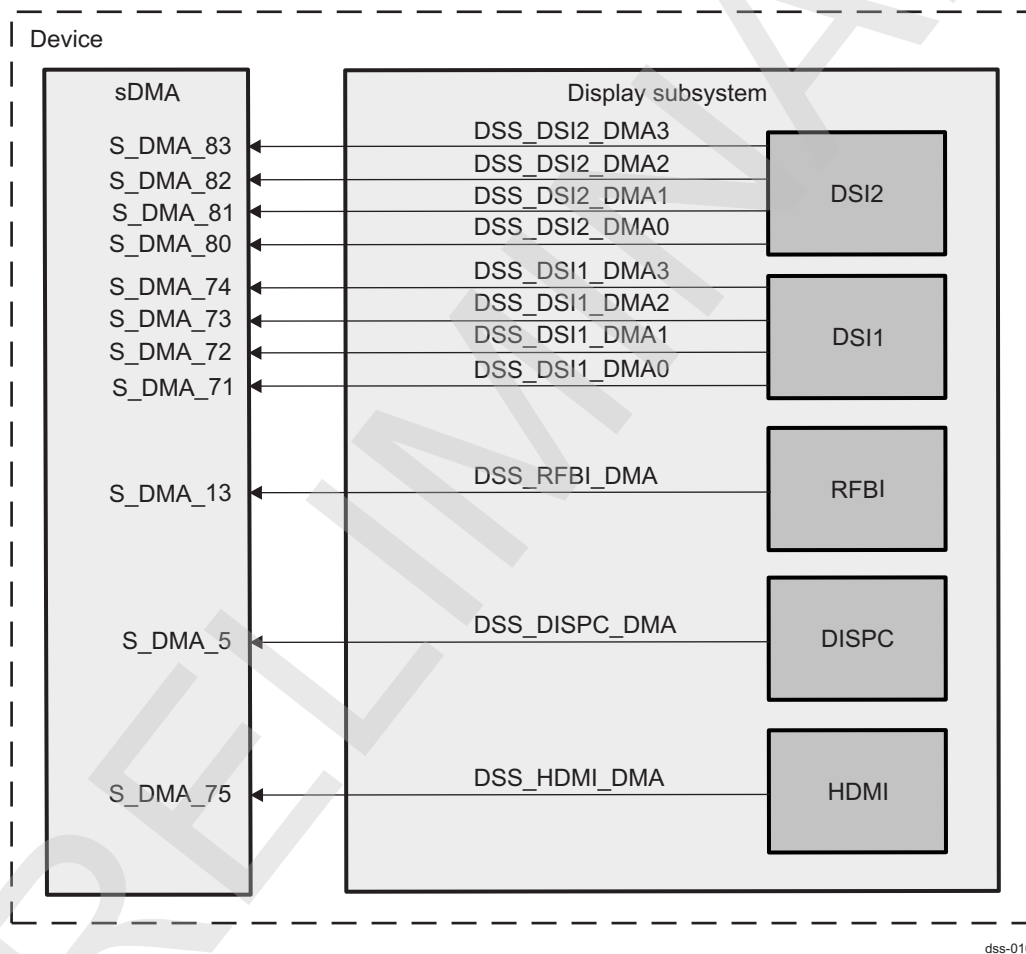 Device
sDMA
Display subsystem
S_DMA_83
DSS_DSI2_DMA3
S_DMA_82
DSS_DSI2_DMA2
S_DMA_81
DSS_DSI2_DMA1
S_DMA_80
DSS_DSI2_DMA0
DSI2
S_DMA_74
DSS_DSI1_DMA3
S_DMA_73
DSS_DSI1_DMA2
S_DMA_72
DSS_DSI1_DMA1
S_DMA_71
DSS_DSI1_DMA0
DSI1
S_DMA_13
DSS_RFBI_DMA
RFBI
S_DMA_5
DSS_DISPC_DMA
DISPC
S_DMA_75
DSS_HDMI_DMA
HDMI